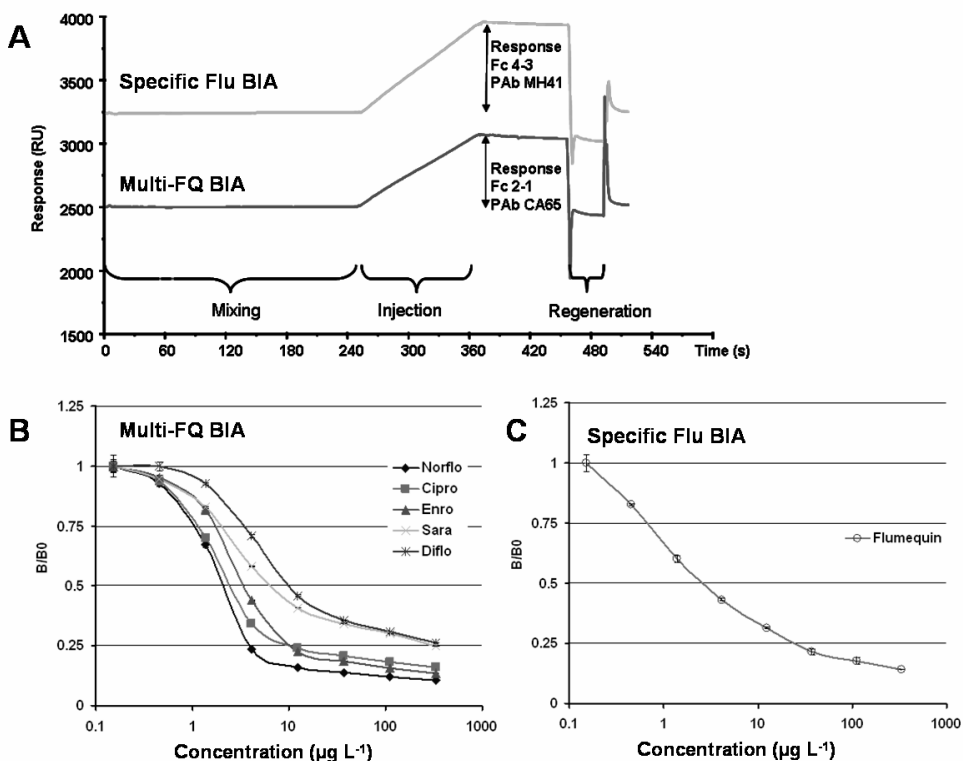 A
4000
3500
3000
2500
2000
1500
Response (RU)
Specific Flu BIA
Multi-FQ BIA
Response
Fc 4-3
PAb MH41
Response
Fc 2-1
PAb CA65
Mixing
Injection
Regeneration
0 60 120 180 240 300 360 420 480 540 Time (s)
B
Multi-FQ BIA
1.25
1
0.75
0.5
0.25
0
B/B0
Norflo
Cipro
Enro
Sara
Diflo
0.1 1 10 100 1000
Concentration (µg L-1)
C
Specific Flu BIA
1.25
1
0.75
0.5
0.25
0
B/B0
Flumequin
0.1 1 10 100 1000
Concentration (µg L-1)